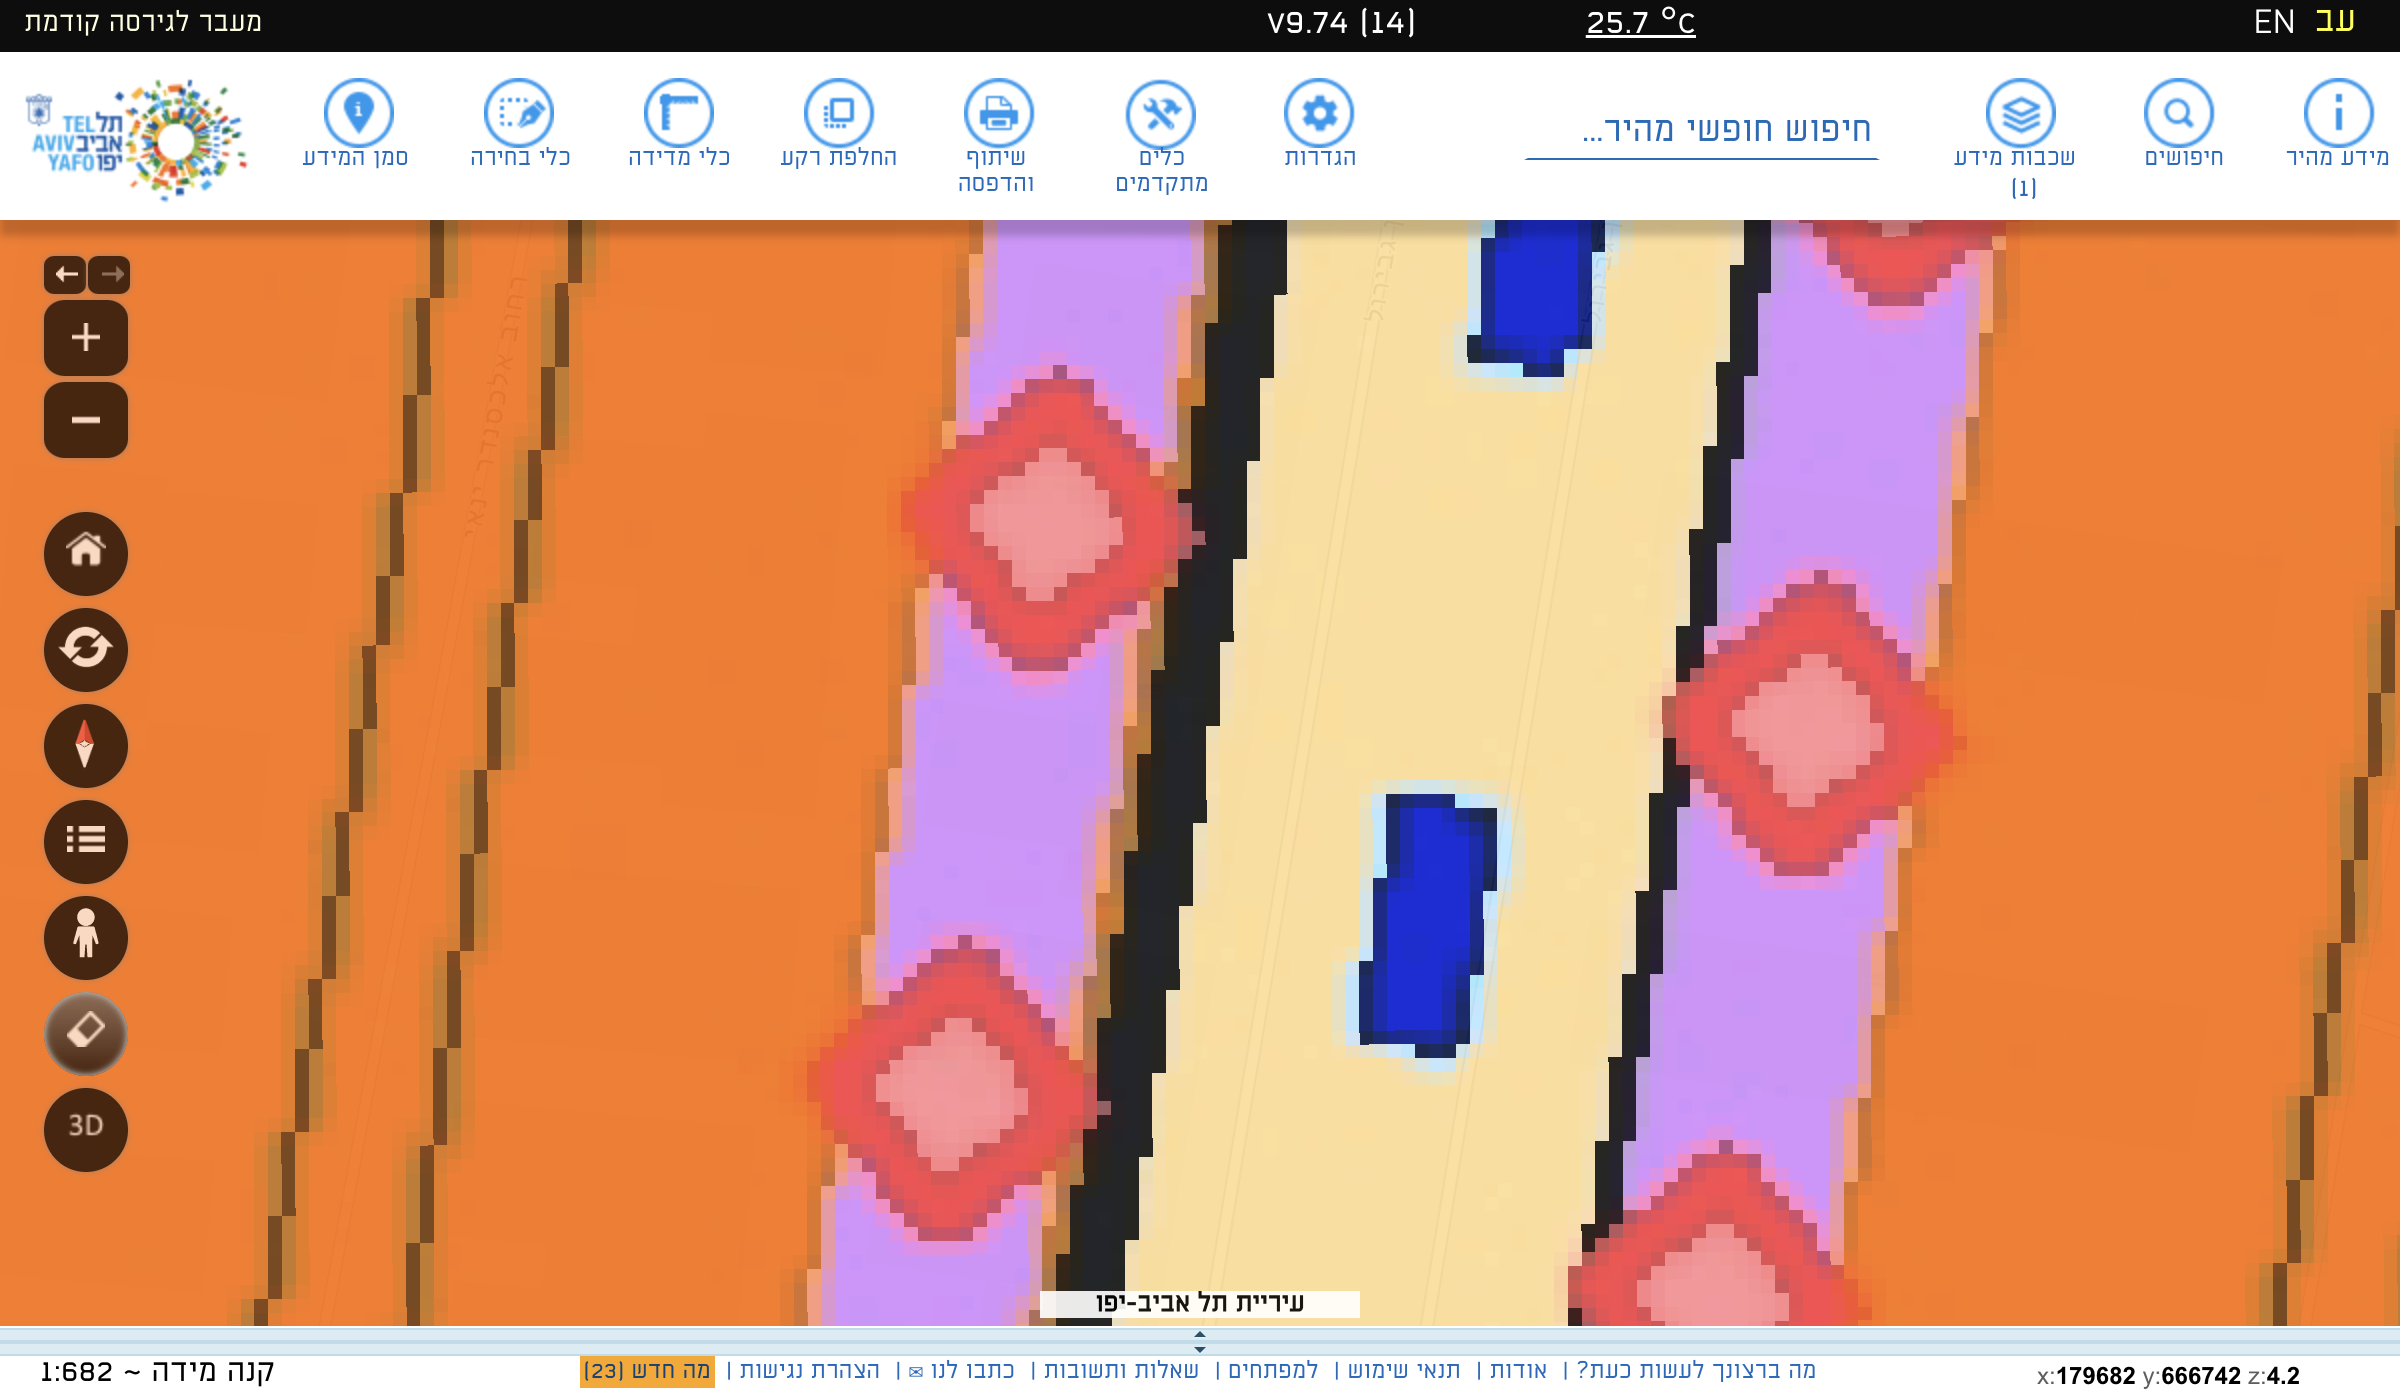 עב EN
25.7 °C
V9.74 (14)
מעבר לגירסה קודמת
מידע מהיר
חיפושים
שכבות מידע
(1)
חיפוש חופשי מהיר...
הגדרות
כלים
מתקדמים
שיתוף
והדפסה
החלפת רקע
כלי מדידה
כלי בחירה
סמן המידע
תל TEL
אביב AVIV
יפו YAFO
רחוב אלכסנדר ינאי
3D
עיריית תל אביב-יפו
x:179682 y:666742 z:4.2
מה ברצונך לעשות כעת? | אודות | תנאי שימוש | למפתחים | שאלות ותשובות | כתבו לנו ✉ | הצהרת נגישות | מה חדש (23)
קנה מידה ~ 1:682